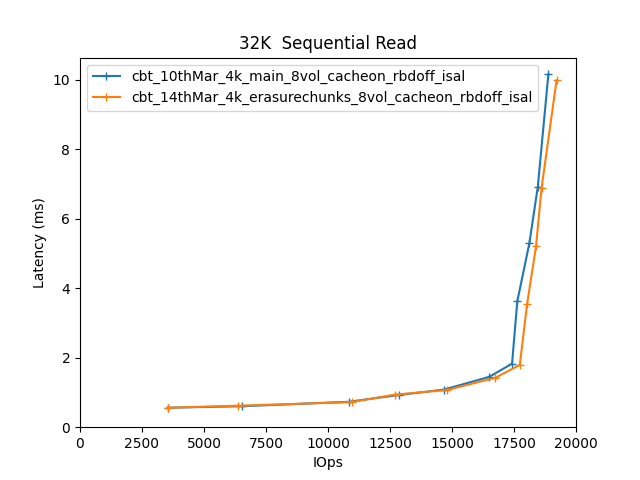 32K  Sequential Read
cbt_10thMar_4k_main_8vol_cacheon_rbdoff_isal
cbt_14thMar_4k_erasurechunks_8vol_cacheon_rbdoff_isal
Latency (ms)
10
8
6
4
2
0
0 2500 5000 7500 10000 12500 15000 17500 20000
IOps